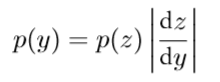 p(y) = p(z) |dz/dy|